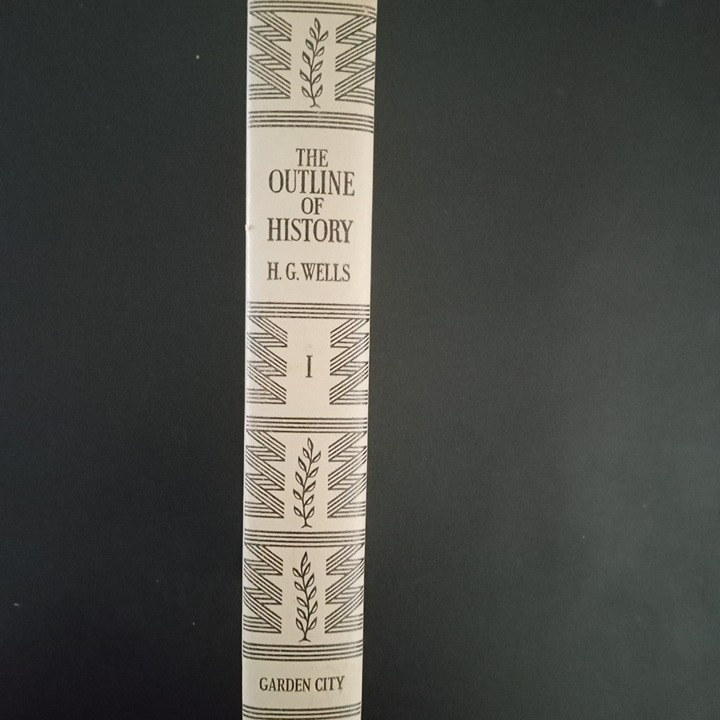 THE
OUTLINE
OF
HISTORY
H. G. WELLS
I
GARDEN CITY